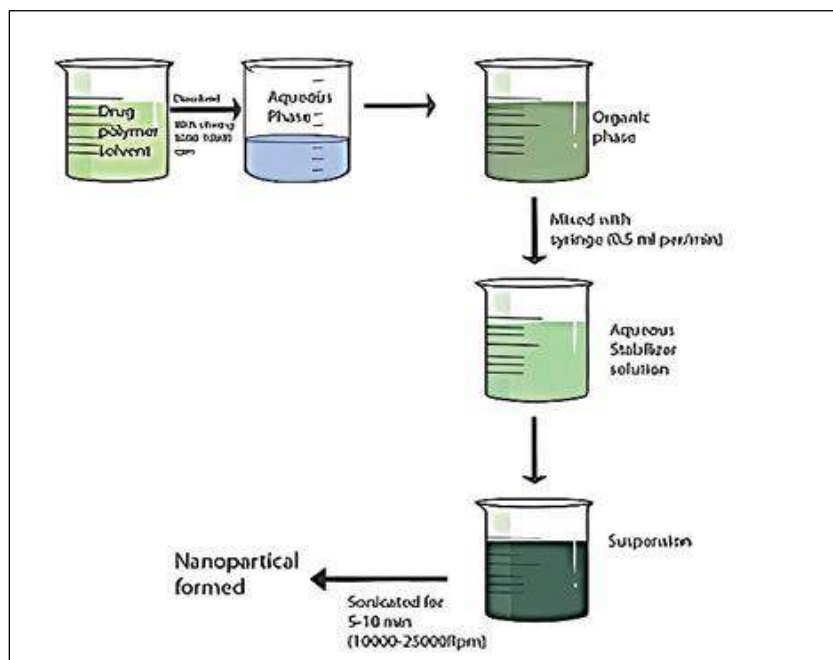 Drug
polymer
solvent
Dissolved
Aqueous
Phase
Organic
phase
Mixed with
syringe (0.5 ml per/min)
Aqueous
Stabilizer
solution
Suspension
Nanopartical
formed
Sonicated for
5-10 min
(10000-25000Rpm)